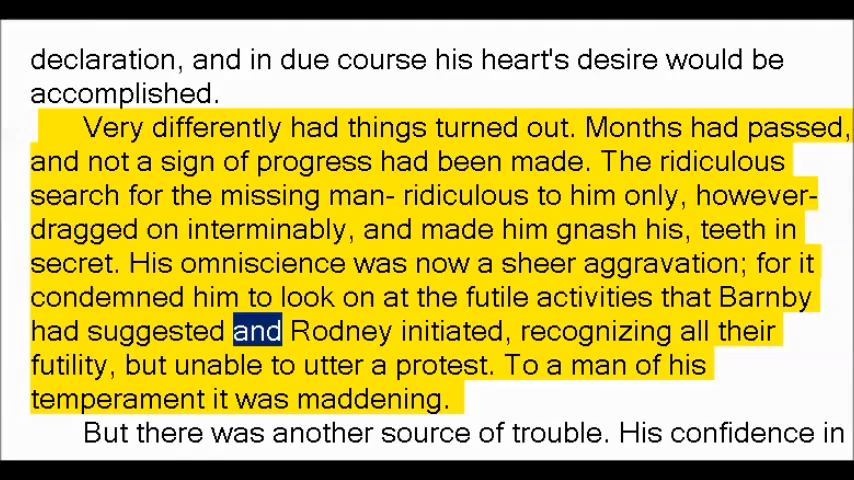 declaration, and in due course his heart's desire would be
accomplished.
Very differently had things turned out. Months had passed,
and not a sign of progress had been made. The ridiculous
search for the missing man- ridiculous to him only, however-
dragged on interminably, and made him gnash his, teeth in
secret. His omniscience was now a sheer aggravation; for it
condemned him to look on at the futile activities that Barnby
had suggested and Rodney initiated, recognizing all their
futility, but unable to utter a protest. To a man of his
temperament it was maddening.
But there was another source of trouble. His confidence in